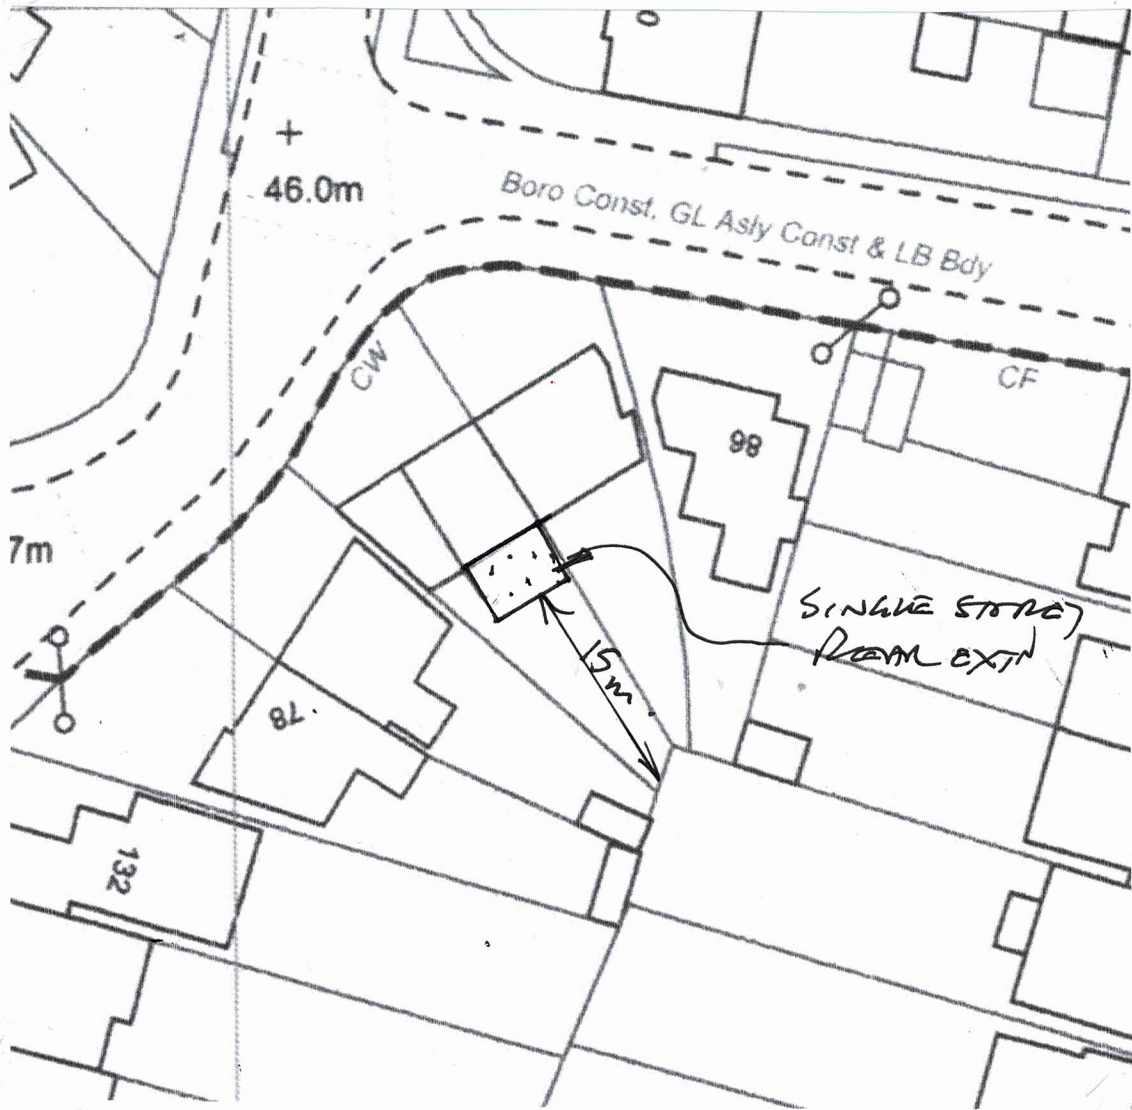 46.0m
Boro Const. GL Asly Const & LB Bdy
CW
CF
98
7m
SINGLE STOREY
REAR EXTN
15m
78
132